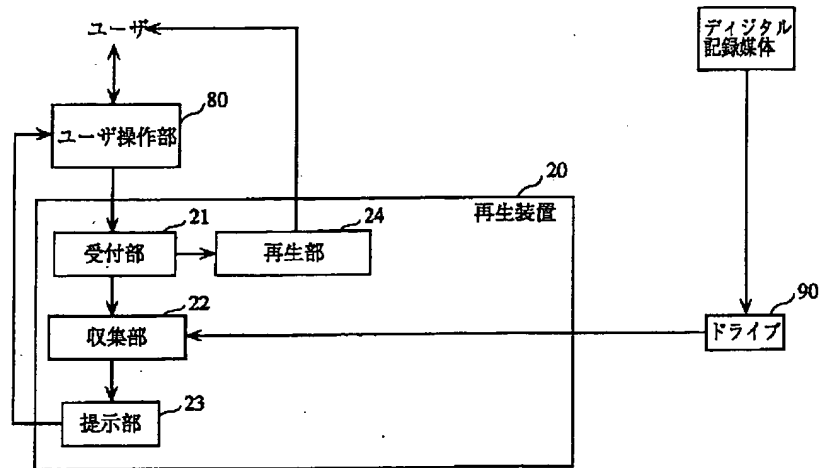 ユーザ
ディジタル
記録媒体
80
ユーザ操作部
20
再生装置
21
受付部
24
再生部
22
収集部
90
ドライブ
23
提示部